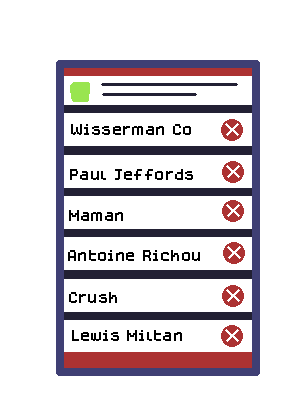 Wisserman Co
Paul Jeffords
Maman
Antoine Richou
Crush
Lewis Miltan